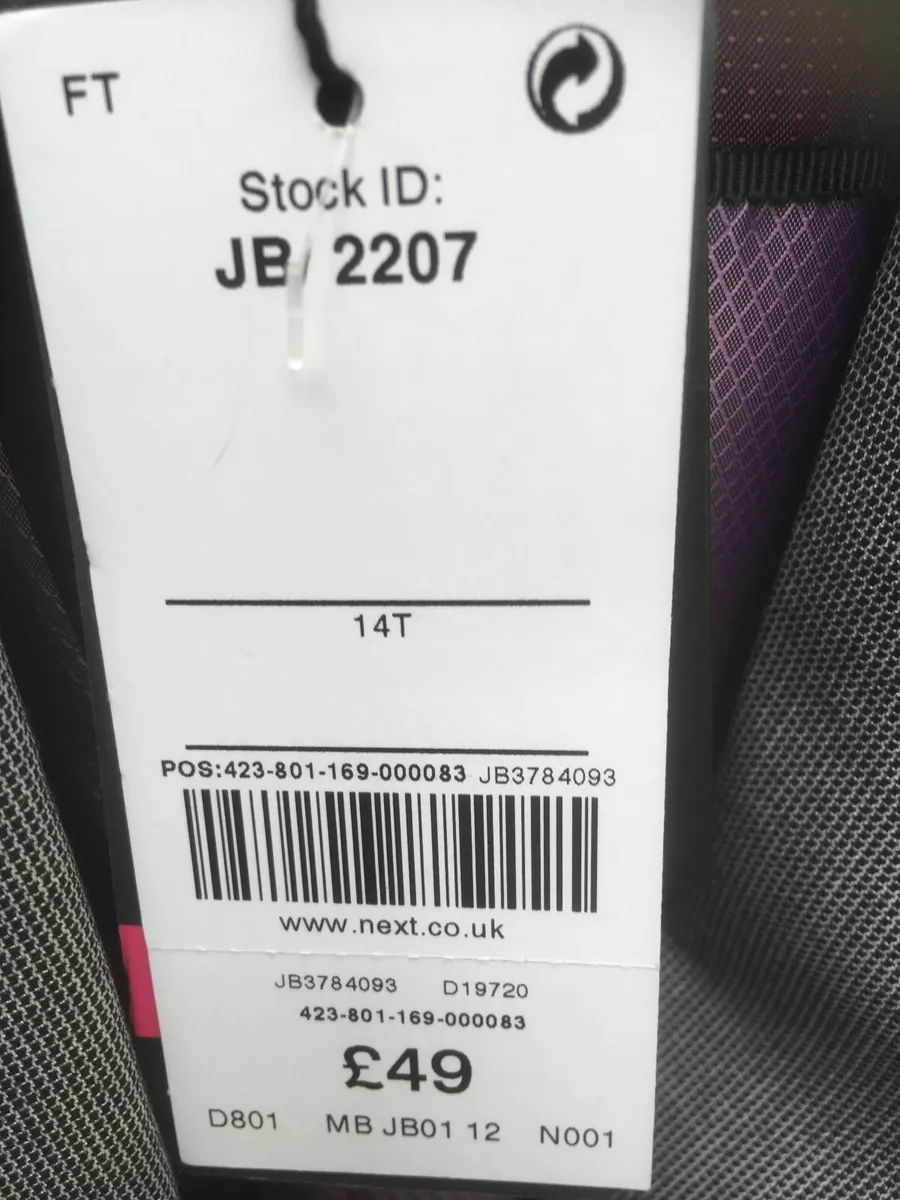 FT
Stock ID:
JB/ 2207
14T
POS:423-801-169-000083 JB3784093
www.next.co.uk
JB3784093 D19720
423-801-169-000083
£49
D801 MB JB01 12 N001